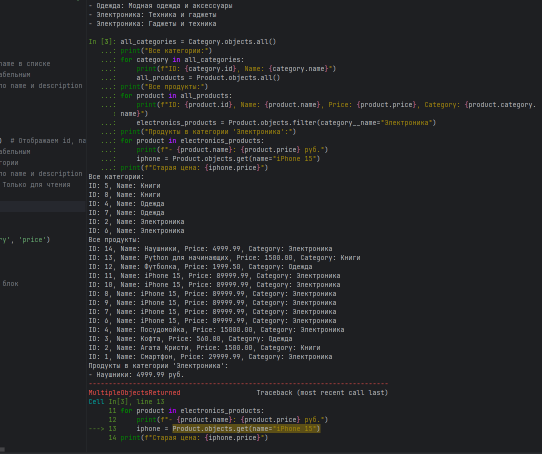 - Одежда: Модная одежда и аксессуары
- Электроника: Техника и гаджеты
- Электроника: Гаджеты и техника
In [3]: all_categories = Category.objects.all()
...: print("Все категории:")
...: for category in all_categories:
...: print(f"ID: {category.id}, Name: {category.name}")
...: all_products = Product.objects.all()
...: print("Все продукты:")
...: for product in all_products:
...: print(f"ID: {product.id}, Name: {product.name}, Price: {product.price}, Category: {product.category.
: name}")
...: electronics_products = Product.objects.filter(category__name="Электроника")
...: print("Продукты в категории 'Электроника':")
...: for product in electronics_products:
...: print(f"- {product.name}: {product.price} руб.")
...: iphone = Product.objects.get(name="iPhone 15")
...: print(f"Старая цена: {iphone.price}")
Все категории:
ID: 5, Name: Книги
ID: 8, Name: Книги
ID: 4, Name: Одежда
ID: 7, Name: Одежда
ID: 2, Name: Электроника
ID: 6, Name: Электроника
Все продукты:
ID: 14, Name: Наушники, Price: 4999.99, Category: Электроника
ID: 13, Name: Python для начинающих, Price: 1500.00, Category: Книги
ID: 12, Name: Футболка, Price: 1999.50, Category: Одежда
ID: 11, Name: iPhone 15, Price: 89999.99, Category: Электроника
ID: 10, Name: iPhone 15, Price: 89999.99, Category: Электроника
ID: 8, Name: iPhone 15, Price: 89999.99, Category: Электроника
ID: 9, Name: iPhone 15, Price: 89999.99, Category: Электроника
ID: 7, Name: iPhone 15, Price: 89999.99, Category: Электроника
ID: 6, Name: iPhone 15, Price: 89999.99, Category: Электроника
ID: 4, Name: Посудомойка, Price: 15000.00, Category: Электроника
ID: 3, Name: Кофта, Price: 560.00, Category: Одежда
ID: 2, Name: Агата Кристи, Price: 1500.00, Category: Книги
ID: 1, Name: Смартфон, Price: 29999.99, Category: Электроника
Продукты в категории 'Электроника':
- Наушники: 4999.99 руб.
MultipleObjectsReturned Traceback (most recent call last)
Cell In[3], line 13
11 for product in electronics_products:
12 print(f"- {product.name}: {product.price} руб.")
---> 13 iphone = Product.objects.get(name="iPhone 15")
14 print(f"Старая цена: {iphone.price}")
name в списке
абельным
по name и description
) # Отображаем id, na
абельным
гории
по name и description
Только для чтения
ry', 'price')
блок